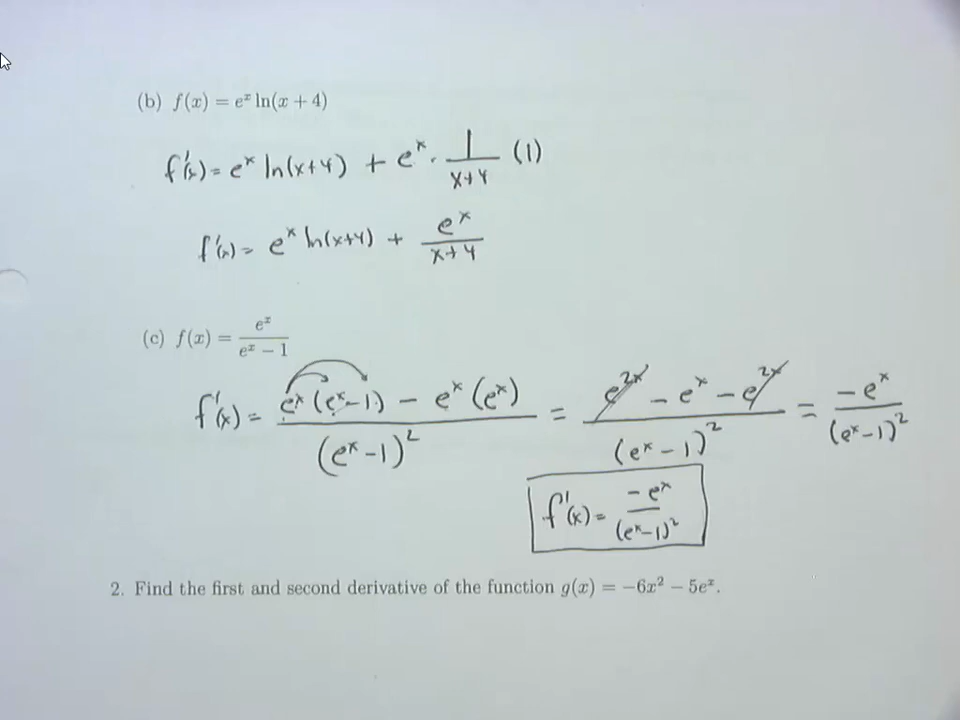 (b) f(x) = e^x ln(x + 4)
f'(x) = e^x ln(x+4) + e^x · 1/(x+4) (1)
f'(x) = e^x ln(x+4) + e^x/(x+4)
(c) f(x) = e^x/(e^x − 1)
f'(x) = (e^x (e^x−1) − e^x (e^x))/(e^x−1)^2 = (e^2x − e^x − e^2x)/(e^x − 1)^2 = −e^x/(e^x−1)^2
f'(x) = −e^x/(e^x−1)^2
2. Find the first and second derivative of the function g(x) = −6x^2 − 5e^x.